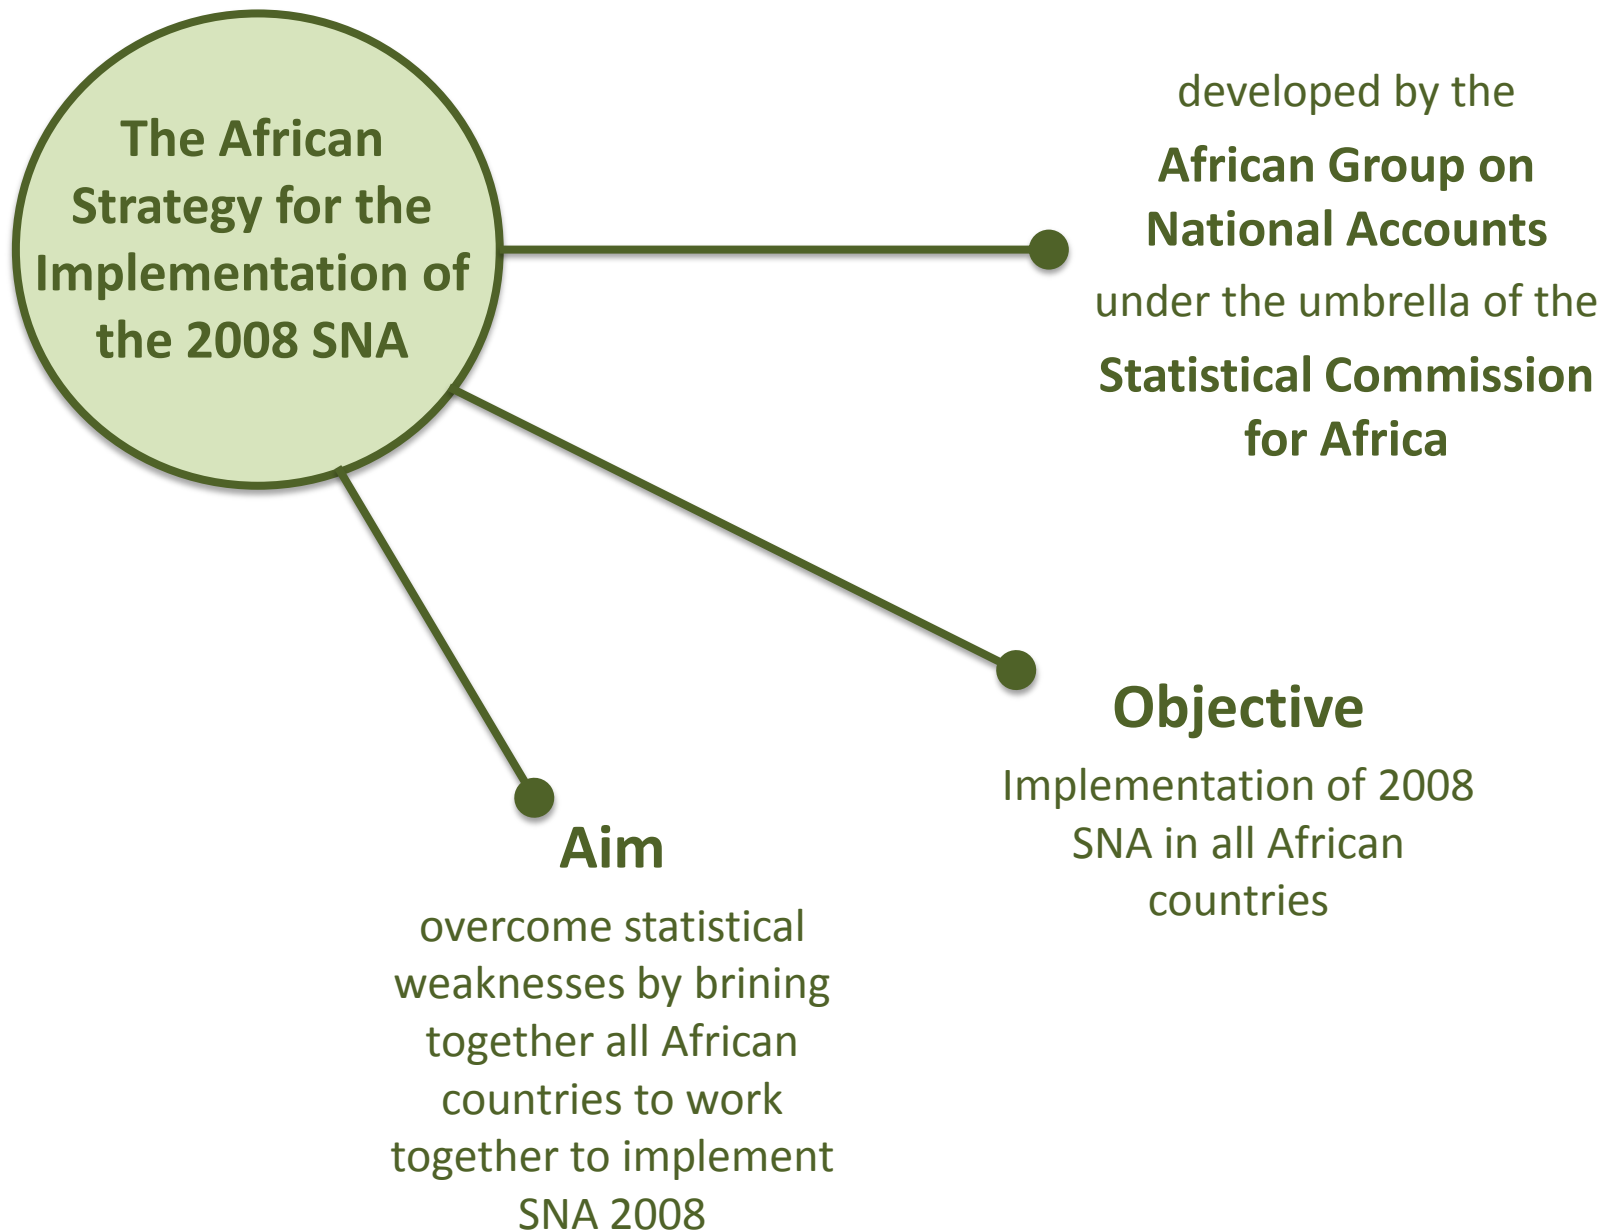 The African
Strategy for the
Implementation of
the 2008 SNA
developed by the
African Group on
National Accounts
under the umbrella of the
Statistical Commission
for Africa
Objective
Implementation of 2008
SNA in all African
countries
Aim
overcome statistical
weaknesses by brining
together all African
countries to work
together to implement
SNA 2008